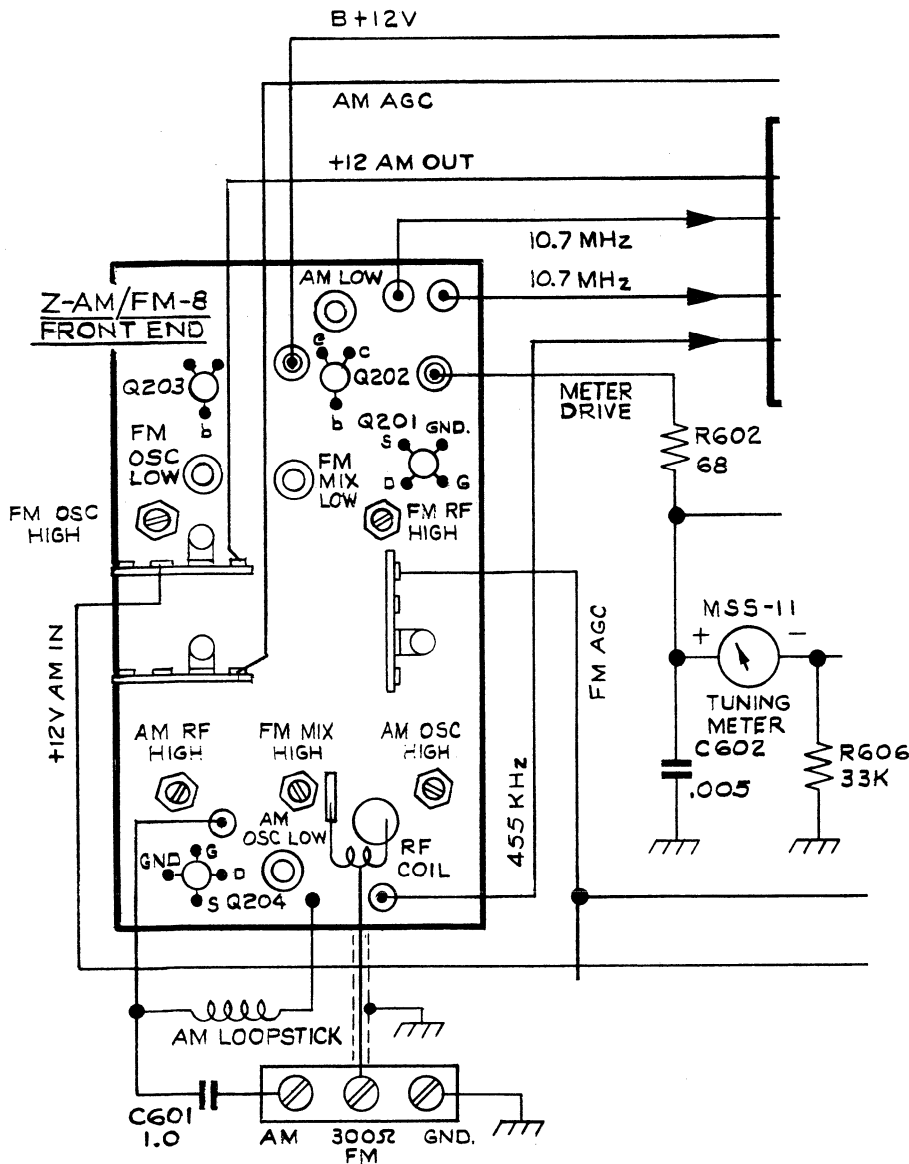 B+12V
AM AGC
+12 AM OUT
10.7 MHz
10.7 MHz
AM LOW
Z-AM/FM-8
FRONT END
C
Q202
Q203
b
b
METER
DRIVE
Q201
S
GND.
D
G
R602
68
FM
OSC
LOW
FM
MIX
LOW
FM OSC
HIGH
FM RF
HIGH
MSS-11
+
-
TUNING
METER
FM AGC
+12V AM IN
AM RF
HIGH
FM MIX
HIGH
AM OSC
HIGH
C602
.005
R606
33K
455 KHz
AM
OSC LOW
RF
COIL
G
GND
D
S
Q204
AM LOOPSTICK
C601
1.0
AM
300Ω
FM
GND.